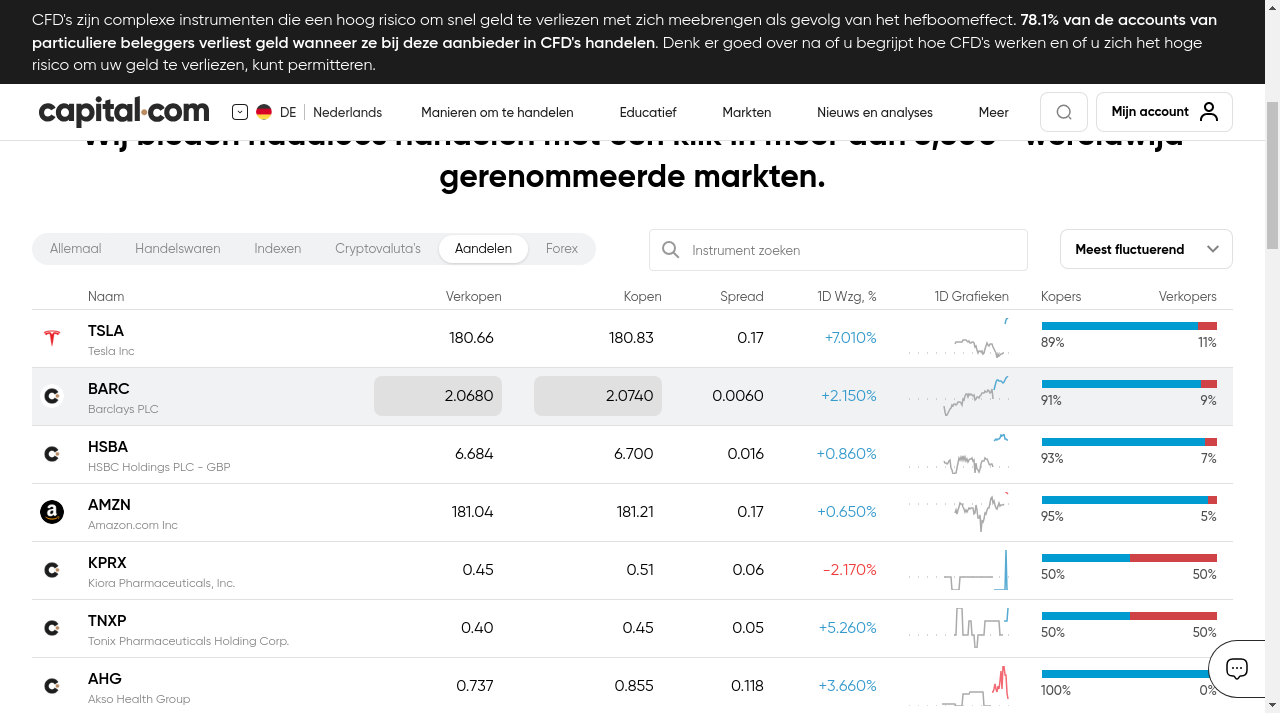 CFD's zijn complexe instrumenten die een hoog risico om snel geld te verliezen met zich meebrengen als gevolg van het hefboomeffect. 78.1% van de accounts van
particuliere beleggers verliest geld wanneer ze bij deze aanbieder in CFD's handelen. Denk er goed over na of u begrijpt hoe CFD's werken en of u zich het hoge
risico om uw geld te verliezen, kunt permitteren.
capital.com DE Nederlands Manieren om te handelen Educatief Markten Nieuws en analyses Meer Mijn account
gerenommeerde markten.
Allemaal Handelswaren Indexen Cryptovaluta's Aandelen Forex Instrument zoeken Meest fluctuerend
Naam Verkopen Kopen Spread 1D Wzg, % 1D Grafieken Kopers Verkopers
TSLA 180.66 180.83 0.17 +7.010% 89% 11%
Tesla Inc
BARC 2.0680 2.0740 0.0060 +2.150% 91% 9%
Barclays PLC
HSBA 6.684 6.700 0.016 +0.860% 93% 7%
HSBC Holdings PLC - GBP
AMZN 181.04 181.21 0.17 +0.650% 95% 5%
Amazon.com Inc
KPRX 0.45 0.51 0.06 -2.170% 50% 50%
Kiora Pharmaceuticals, Inc.
TNXP 0.40 0.45 0.05 +5.260% 50% 50%
Tonix Pharmaceuticals Holding Corp.
AHG 0.737 0.855 0.118 +3.660% 100% 0%
Akso Health Group